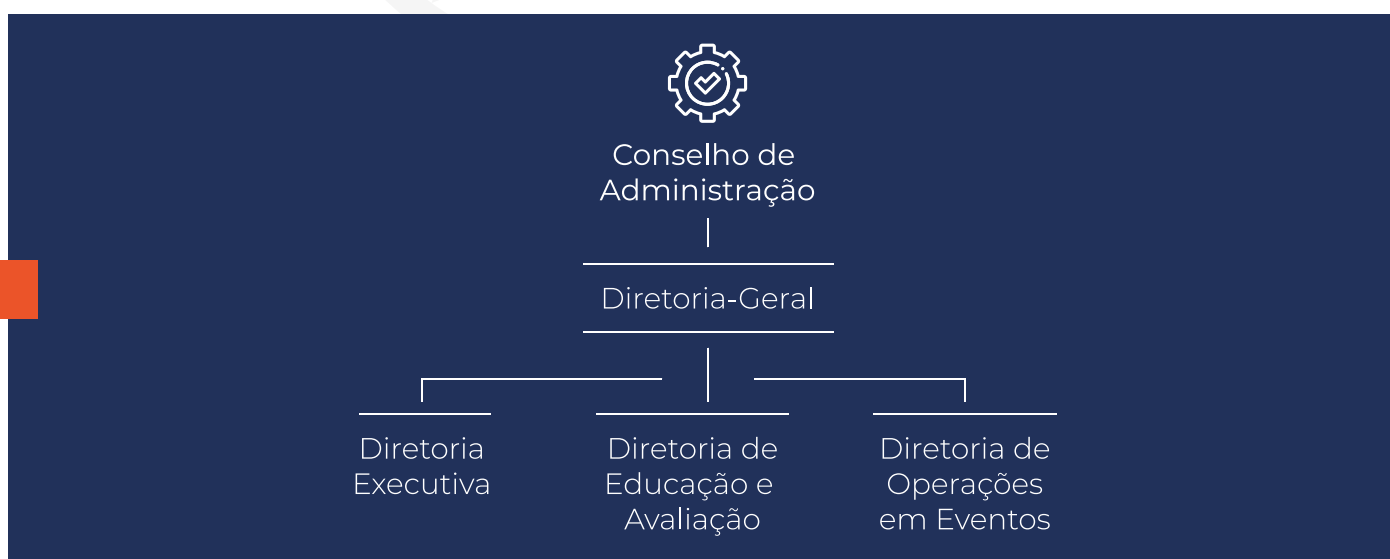 Conselho de
Administração
Diretoria-Geral
Diretoria
Executiva
Diretoria de
Educação e
Avaliação
Diretoria de
Operações
em Eventos